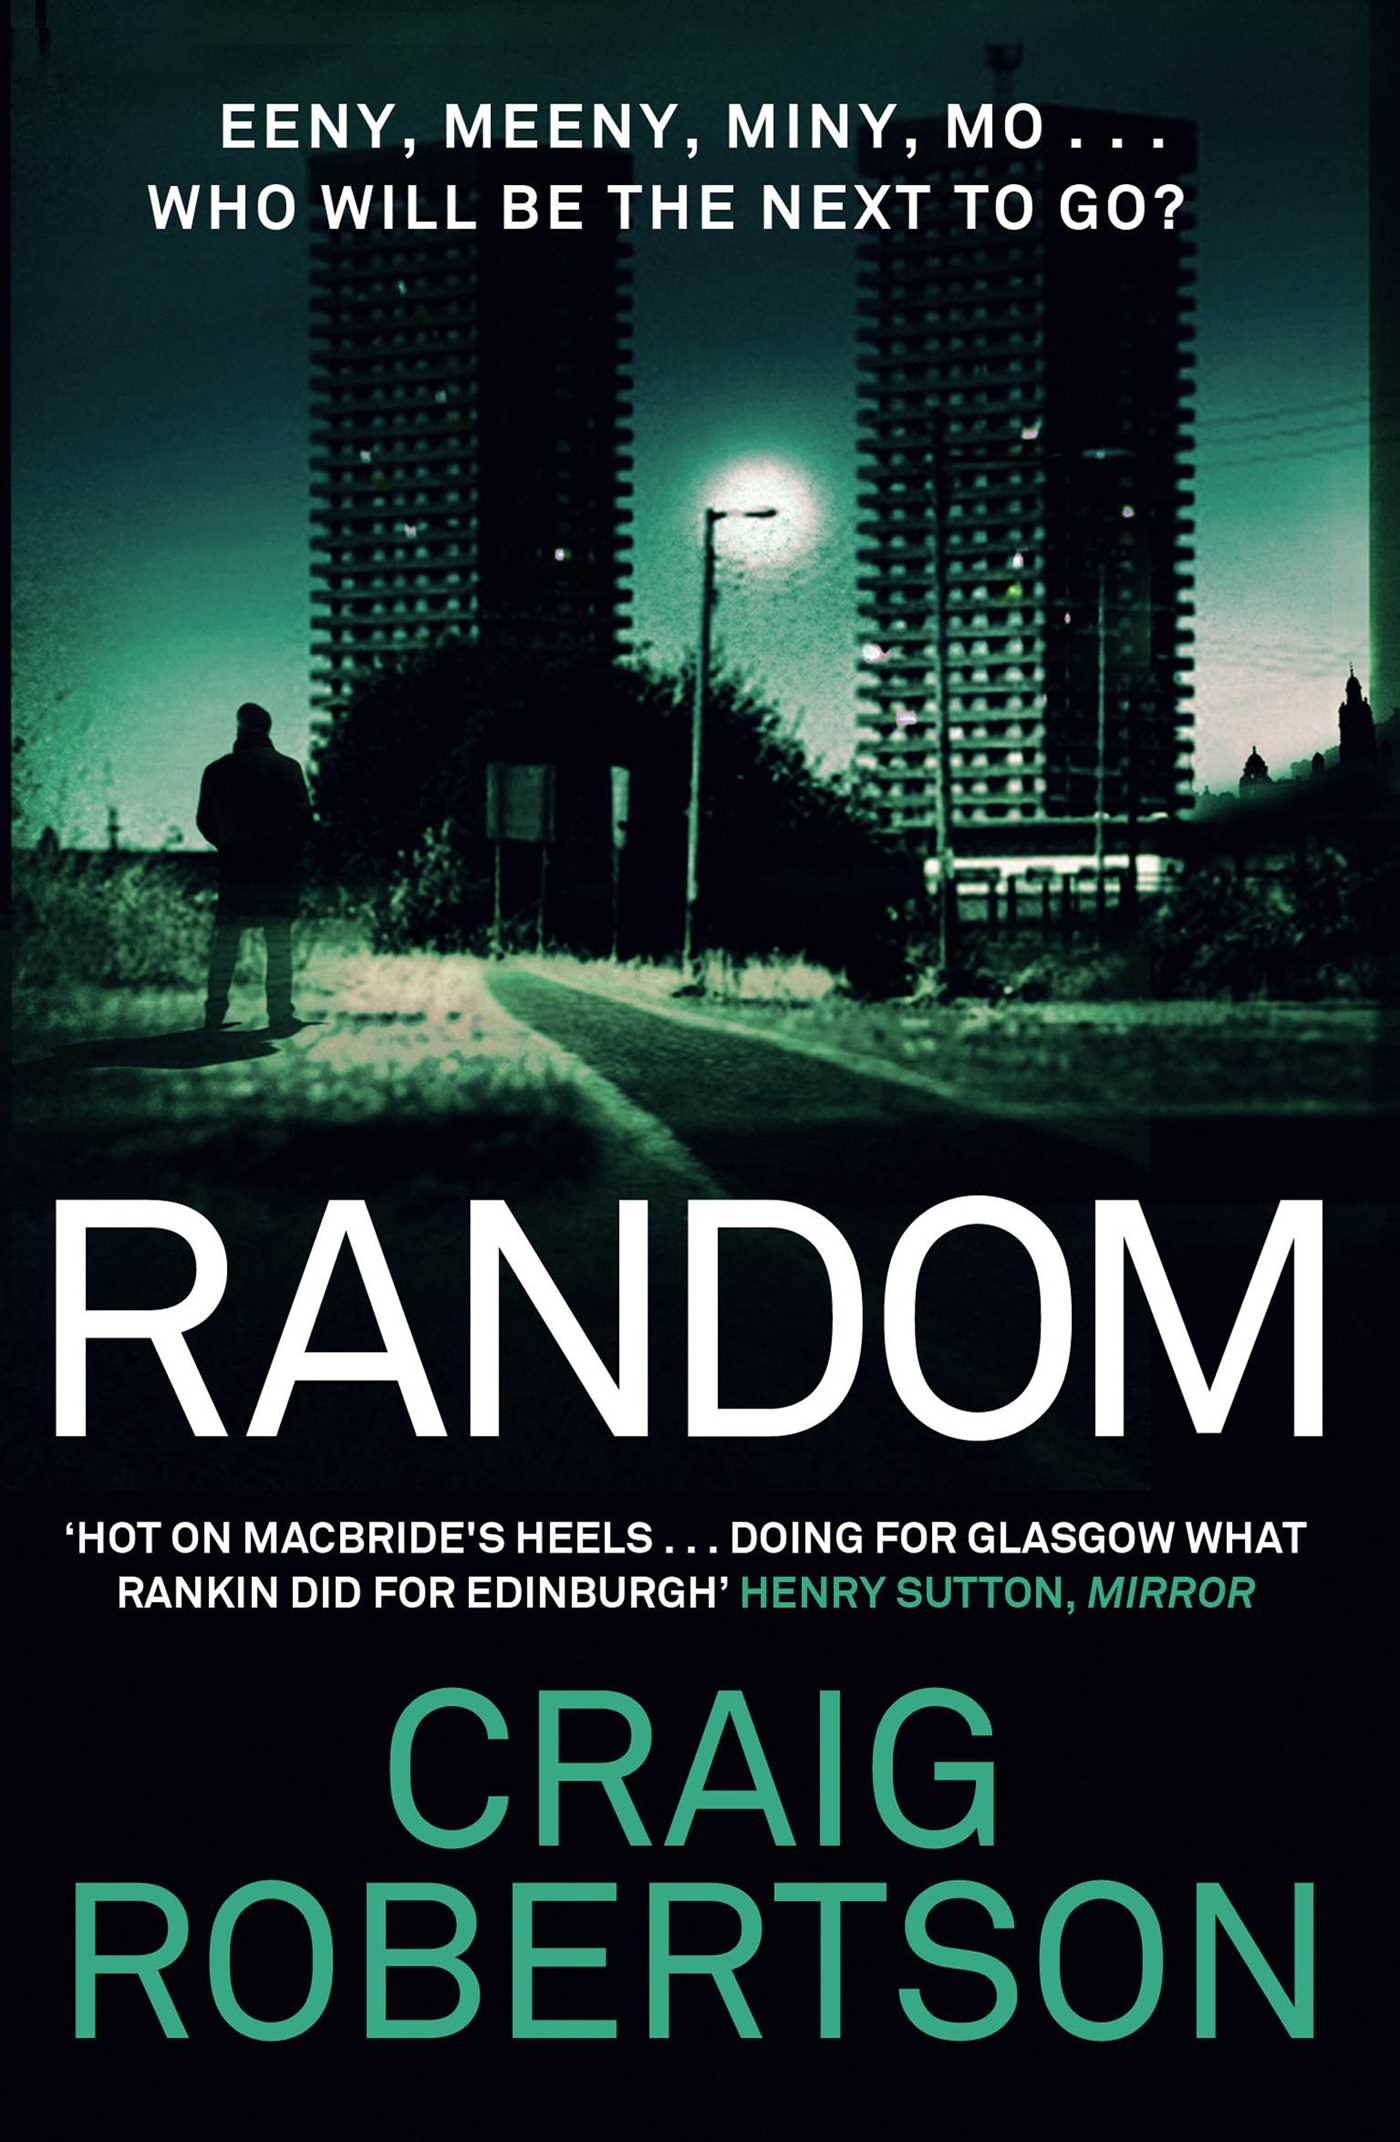 EENY, MEENY, MINY, MO . . .
WHO WILL BE THE NEXT TO GO?
RANDOM
‘HOT ON MACBRIDE'S HEELS . . . DOING FOR GLASGOW WHAT
RANKIN DID FOR EDINBURGH’ HENRY SUTTON, MIRROR
CRAIG
ROBERTSON